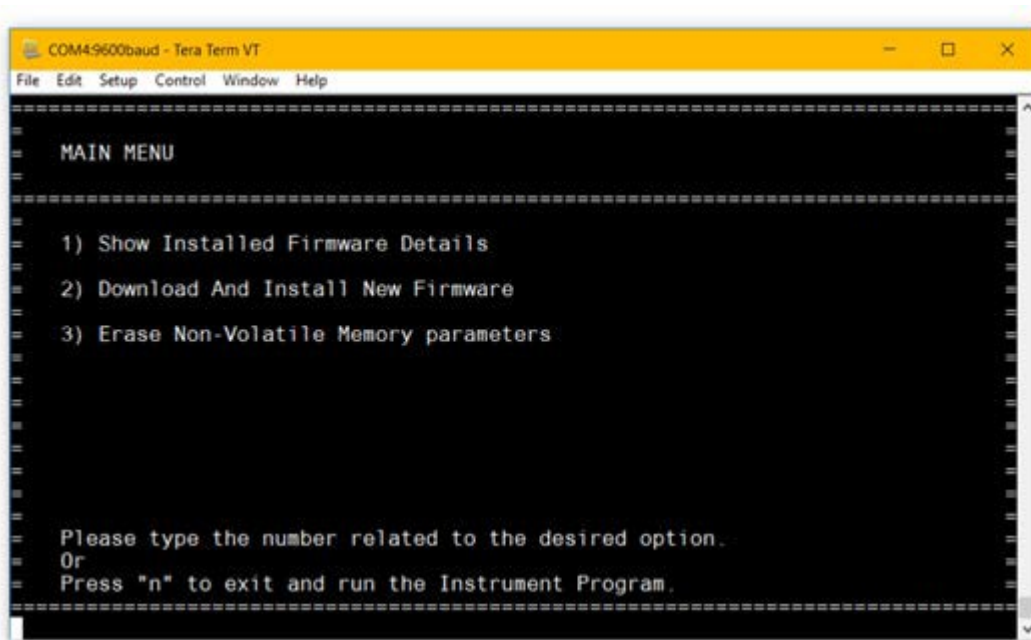 COM4:9600baud - Tera Term VT
File Edit Setup Control Window Help
================================================================================
= =
= MAIN MENU =
= =
================================================================================
= =
= 1) Show Installed Firmware Details =
= =
= 2) Download And Install New Firmware =
= =
= 3) Erase Non-Volatile Memory parameters =
= =
= =
= =
= =
= =
= =
= =
= =
= Please type the number related to the desired option. =
= Or =
= Press "n" to exit and run the Instrument Program. =
================================================================================